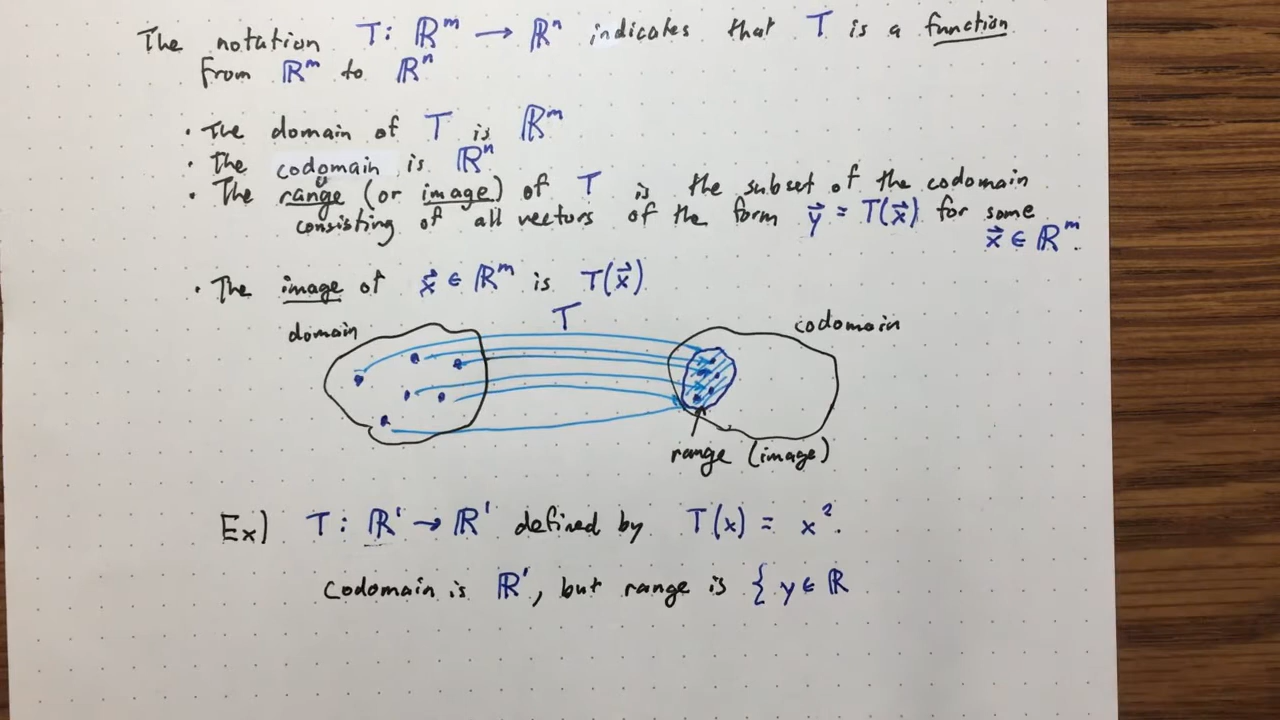 The notation T: ℝᵐ → ℝⁿ indicates that T is a function
from ℝᵐ to ℝⁿ
• The domain of T is ℝᵐ
• The codomain is ℝⁿ
• The range (or image) of T is the subset of the codomain
consisting of all vectors of the form y⃗ = T(x⃗) for some
x⃗ ∈ ℝᵐ.
• The image of x⃗ ∈ ℝᵐ is T(x⃗)
domain
T
codomain
range (image)
Ex) T: ℝ¹ → ℝ¹ defined by T(x) = x².
Codomain is ℝ¹, but range is { y ∈ ℝ